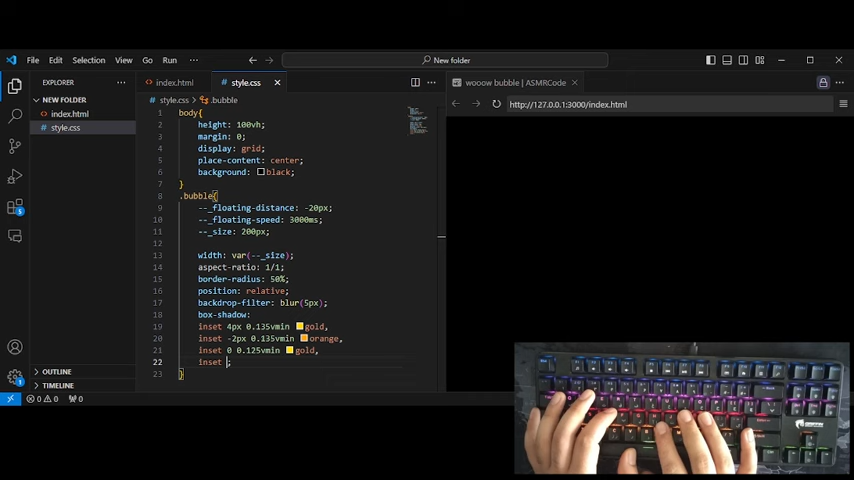 File Edit Selection View Go Run ··· New folder
EXPLORER ···
NEW FOLDER
index.html
# style.css
OUTLINE
TIMELINE
index.html # style.css
# style.css > .bubble
1 body{
2 height: 100vh;
3 margin: 0;
4 display: grid;
5 place-content: center;
6 background: black;
7 }
8 .bubble{
9 --_floating-distance: -20px;
10 --_floating-speed: 3000ms;
11 --_size: 200px;
12
13 width: var(--_size);
14 aspect-ratio: 1/1;
15 border-radius: 50%;
16 position: relative;
17 backdrop-filter: blur(5px);
18 box-shadow:
19 inset 4px 0.135vmin gold,
20 inset -2px 0.135vmin orange,
21 inset 0 0.125vmin gold,
22 inset ;
23 }
wooow bubble | ASMRCode
http://127.0.0.1:3000/index.html
5
1
0 0 0
GRIFFIN